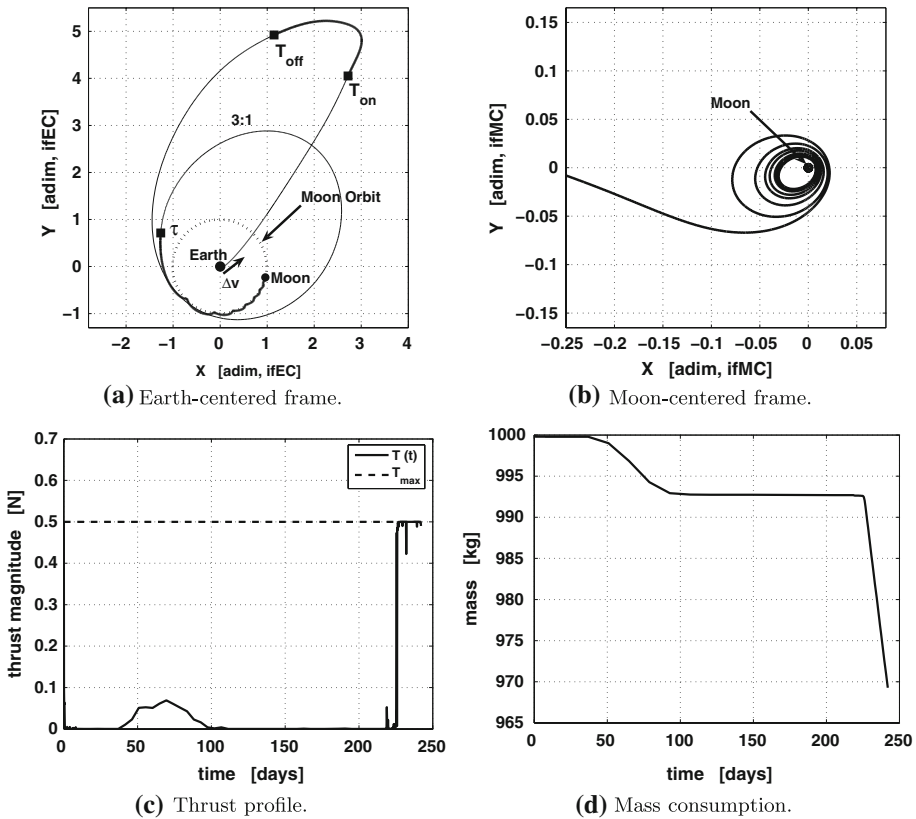 5
4
3
2
1
0
−1
−2
−1
0
1
2
3
4
Y [adim, ifEC]
X [adim, ifEC]
T_off
T_on
3:1
τ
Moon Orbit
Earth
Δv
Moon
(a) Earth-centered frame.
0.15
0.1
0.05
0
−0.05
−0.1
−0.15
−0.25
−0.2
−0.15
−0.1
−0.05
0
0.05
Y [adim, ifMC]
X [adim, ifMC]
Moon
(b) Moon-centered frame.
0.7
0.6
0.5
0.4
0.3
0.2
0.1
0
0
50
100
150
200
250
thrust magnitude [N]
time [days]
T (t)
T_max
(c) Thrust profile.
1000
995
990
985
980
975
970
965
0
50
100
150
200
250
mass [kg]
time [days]
(d) Mass consumption.